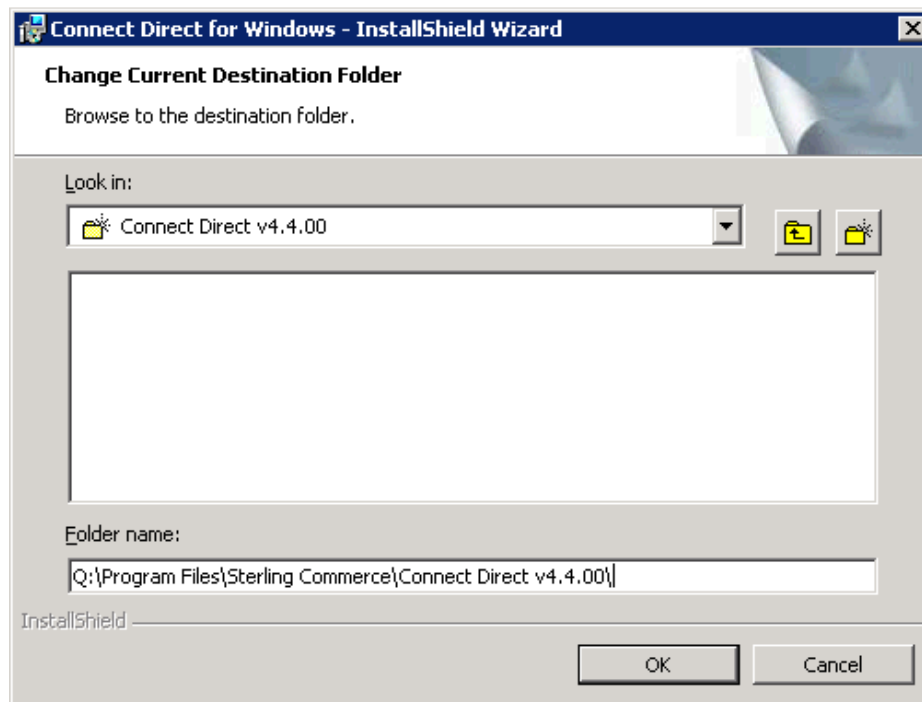 Connect Direct for Windows - InstallShield Wizard
Change Current Destination Folder
Browse to the destination folder.
Look in:
Connect Direct v4.4.00
Folder name:
Q:\Program Files\Sterling Commerce\Connect Direct v4.4.00\
InstallShield
OK
Cancel